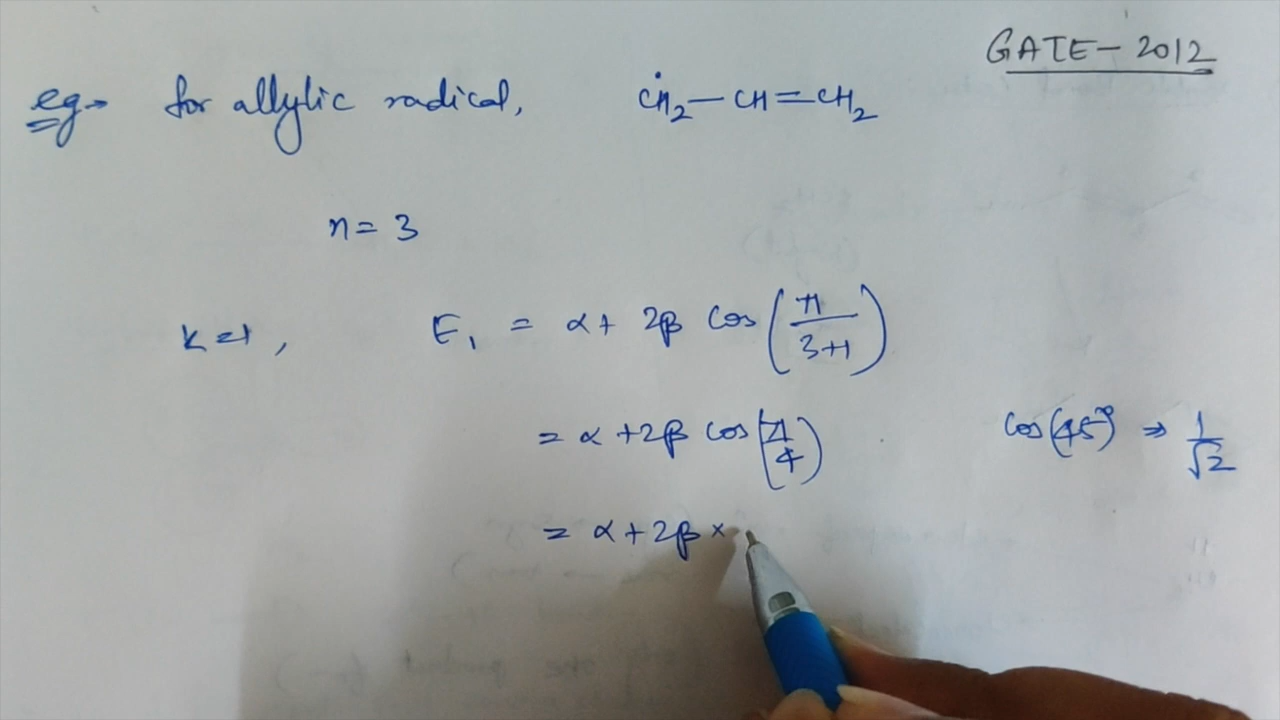 GATE-2012
eg→ for allylic radical, ĊH₂—CH=CH₂
n = 3
k=1, E₁ = α + 2β cos(π/(3+1))
= α + 2β cos(π/4) cos(45°) ⇒ 1/√2
= α + 2β ×